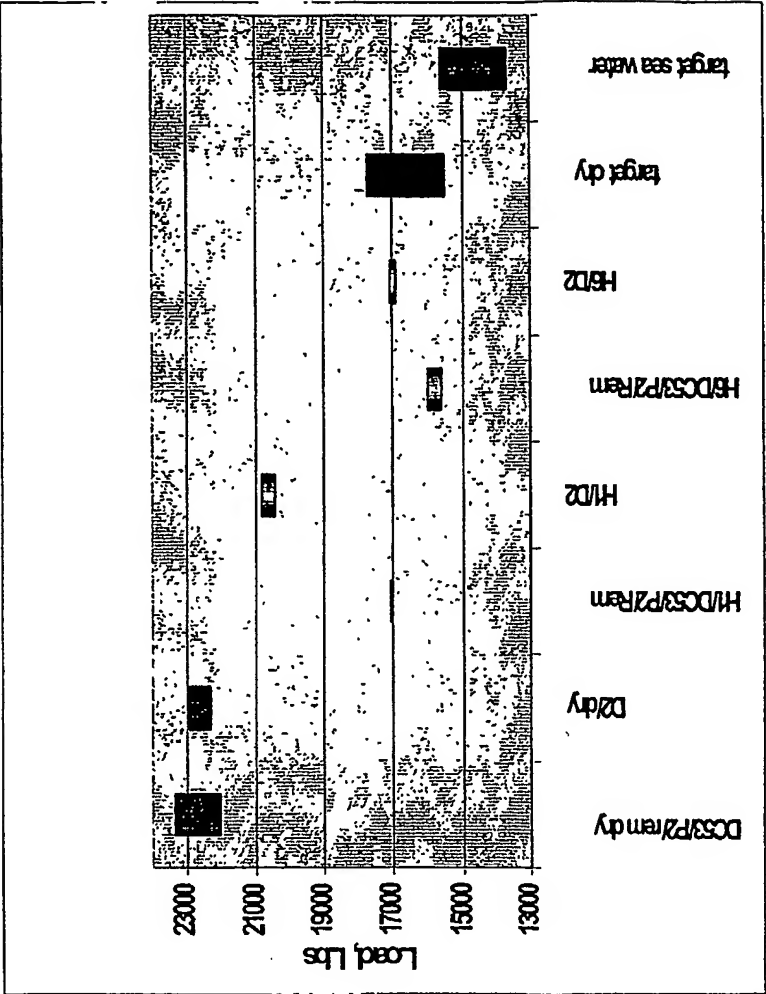 target sea water
target dry
H6/D2
H6/DC53/P2 Rem
H1/D2
H1/DC53/P2 Rem
D2/dry
DC53/P2/rem dry
23000
21000
19000
17000
15000
13000
Load, Lbs